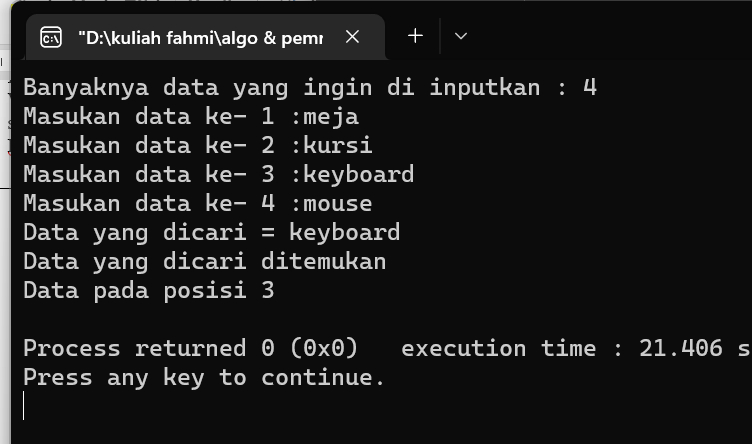 "D:\kuliah fahmi\algo & pemr
Banyaknya data yang ingin di inputkan : 4
Masukan data ke- 1 :meja
Masukan data ke- 2 :kursi
Masukan data ke- 3 :keyboard
Masukan data ke- 4 :mouse
Data yang dicari = keyboard
Data yang dicari ditemukan
Data pada posisi 3
Process returned 0 (0x0)   execution time : 21.406 s
Press any key to continue.